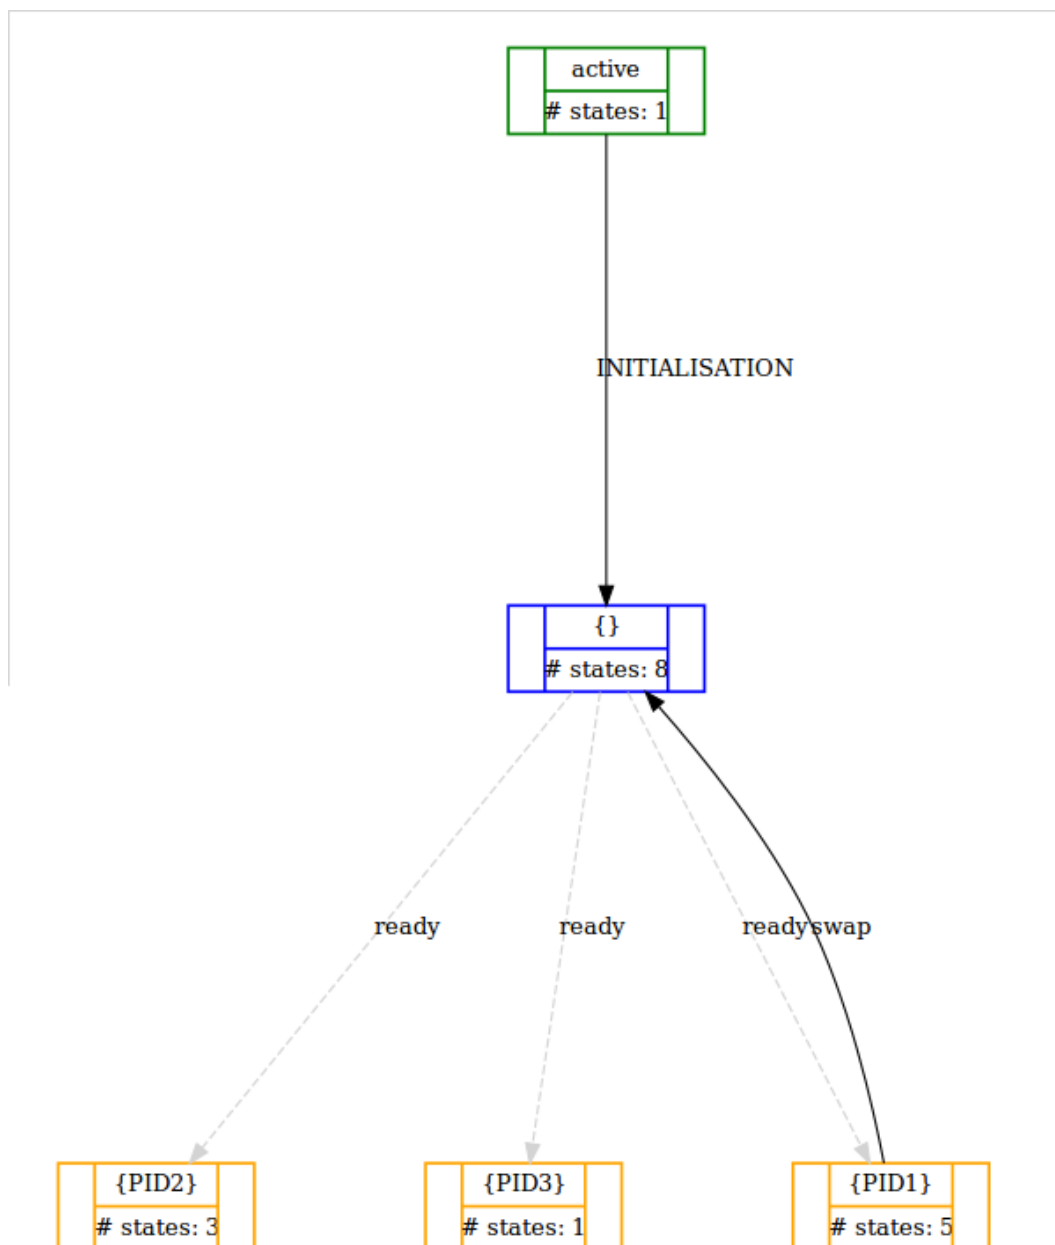 active
# states: 1
INITIALISATION
{}
# states: 8
ready
ready
ready
swap
{PID2}
# states: 3
{PID3}
# states: 1
{PID1}
# states: 5